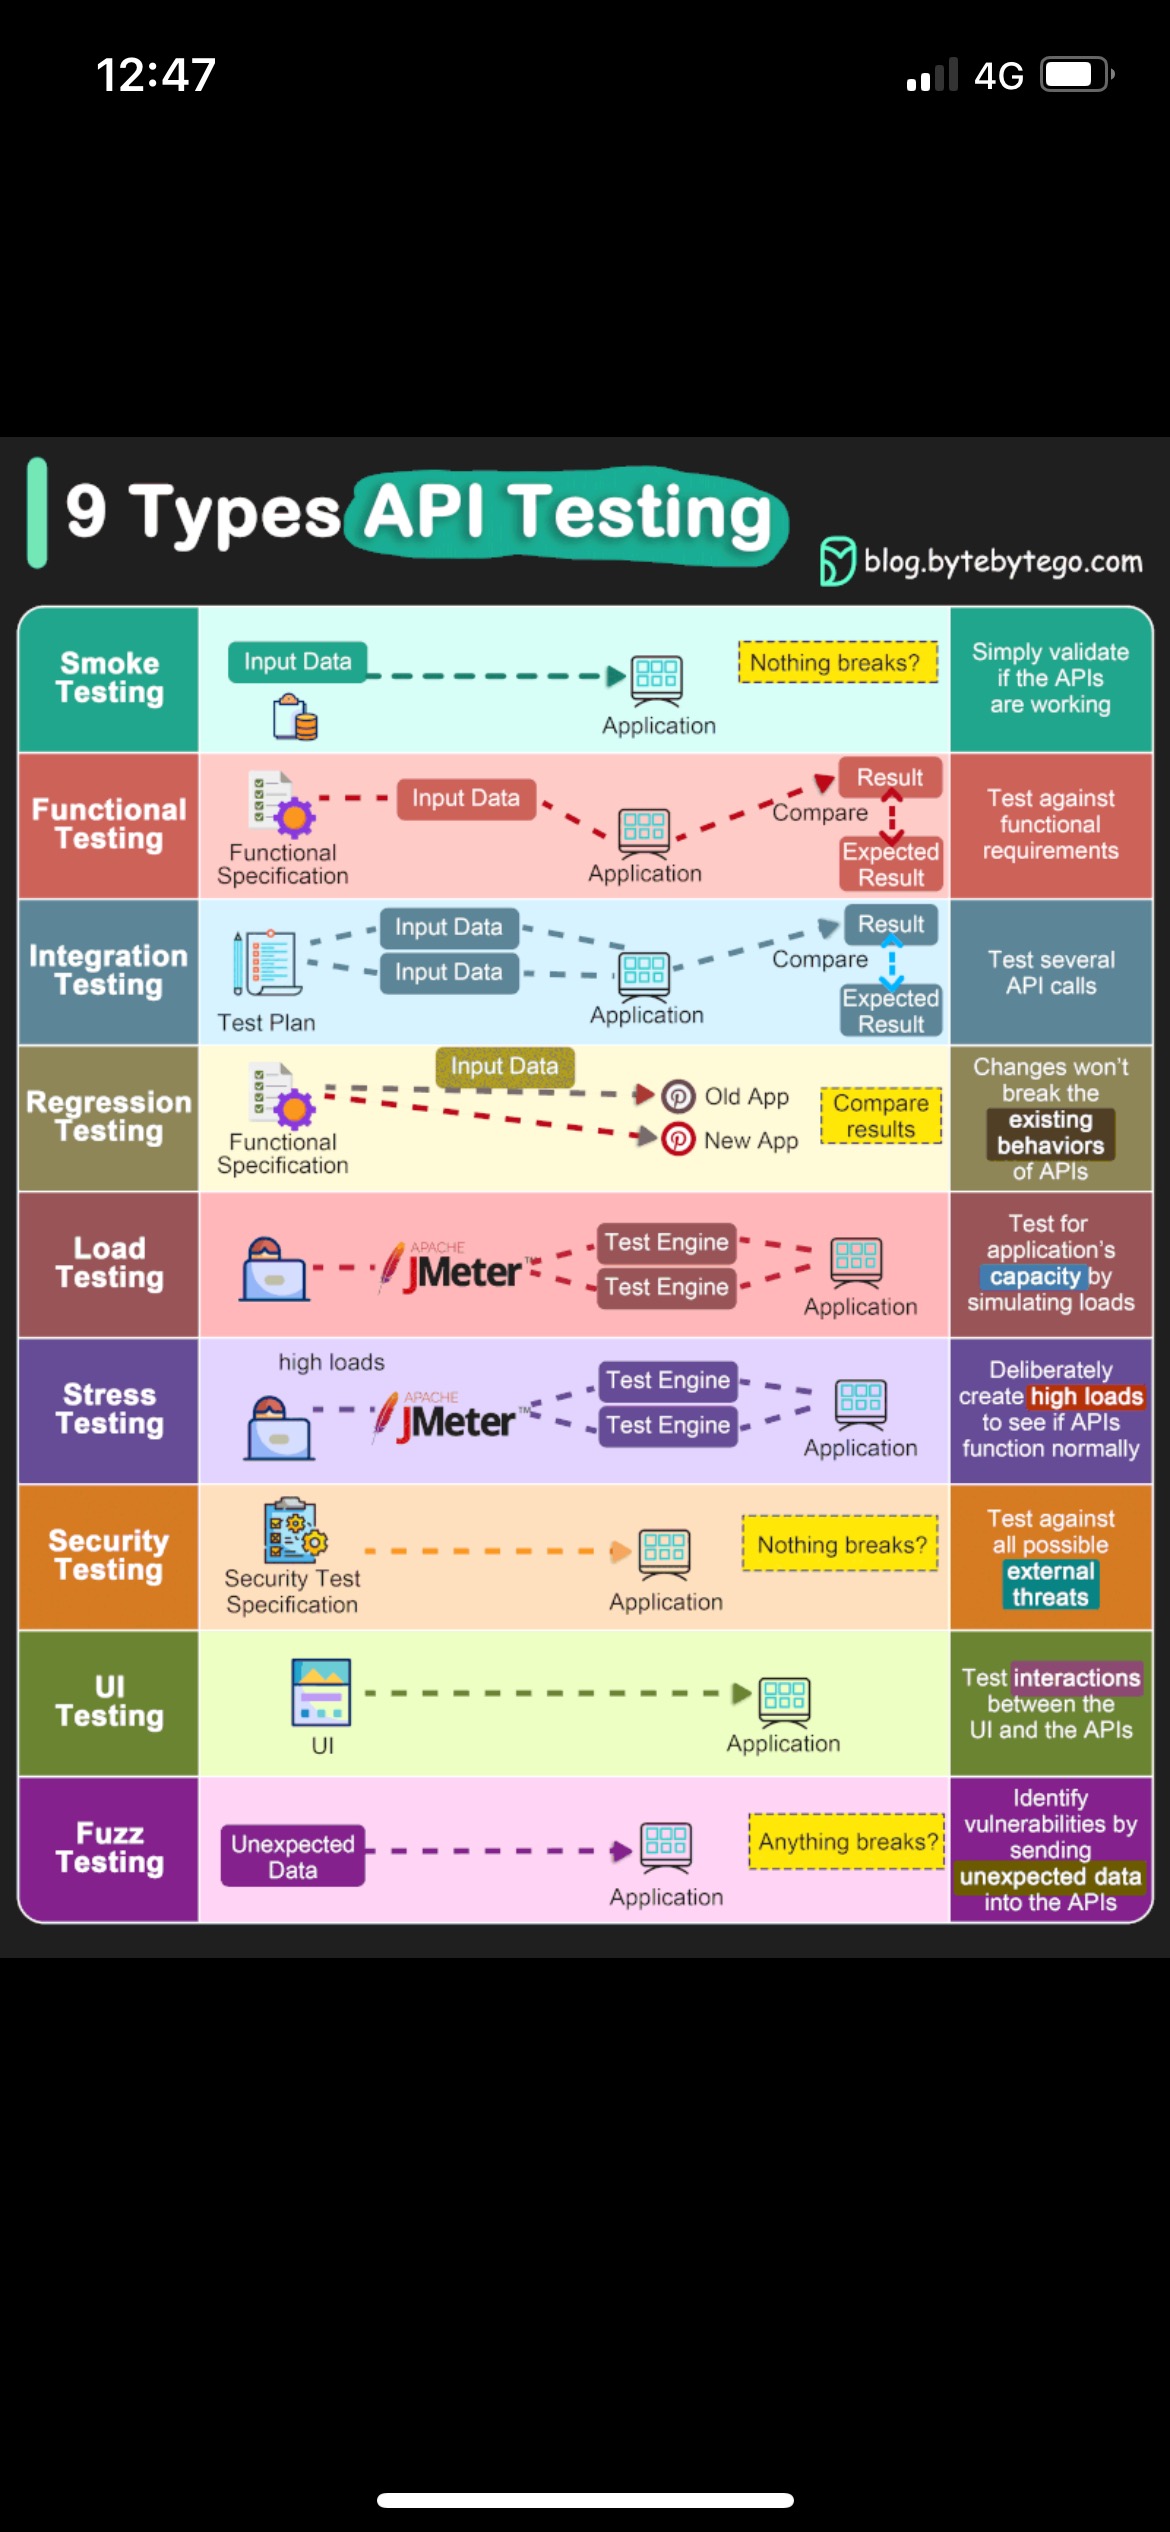 12:47
4G
9 Types API Testing
blog.bytebytego.com
Smoke
Testing
Input Data
Application
Nothing breaks?
Simply validate
if the APIs
are working
Functional
Testing
Functional
Specification
Input Data
Application
Compare
Result
Expected
Result
Test against
functional
requirements
Integration
Testing
Test Plan
Input Data
Input Data
Application
Compare
Result
Expected
Result
Test several
API calls
Regression
Testing
Functional
Specification
Input Data
Old App
New App
Compare
results
Changes won't
break the
existing
behaviors
of APIs
Load
Testing
APACHE
JMeter™
Test Engine
Test Engine
Application
Test for
application's
capacity by
simulating loads
Stress
Testing
high loads
APACHE
JMeter™
Test Engine
Test Engine
Application
Deliberately
create high loads
to see if APIs
function normally
Security
Testing
Security Test
Specification
Application
Nothing breaks?
Test against
all possible
external
threats
UI
Testing
UI
Application
Test interactions
between the
UI and the APIs
Fuzz
Testing
Unexpected
Data
Application
Anything breaks?
Identify
vulnerabilities by
sending
unexpected data
into the APIs